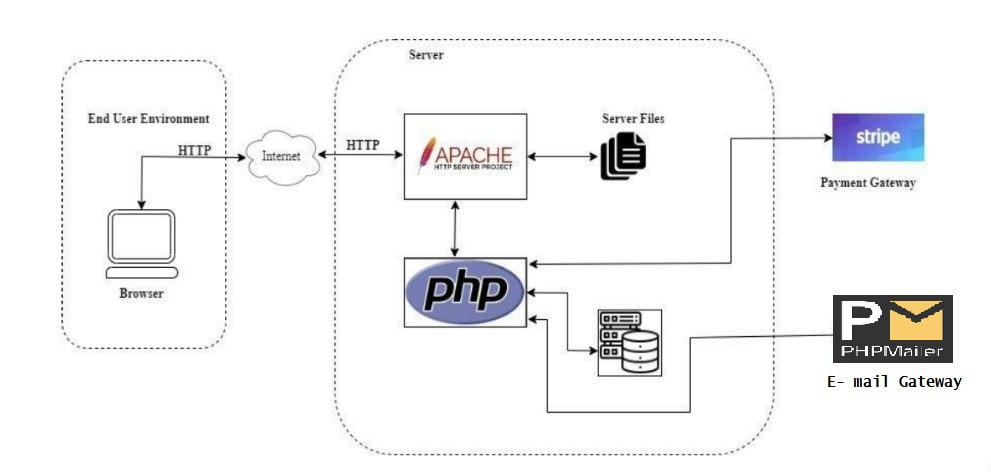 Server
End User Environment
HTTP
Internet
HTTP
APACHE
HTTP SERVER PROJECT
Server Files
stripe
Payment Gateway
php
Browser
P
PHPMailer
E- mail Gateway